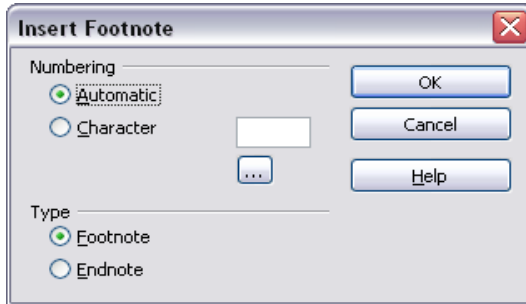 Insert Footnote
Numbering
Automatic
Character
...
Type
Footnote
Endnote
OK
Cancel
Help